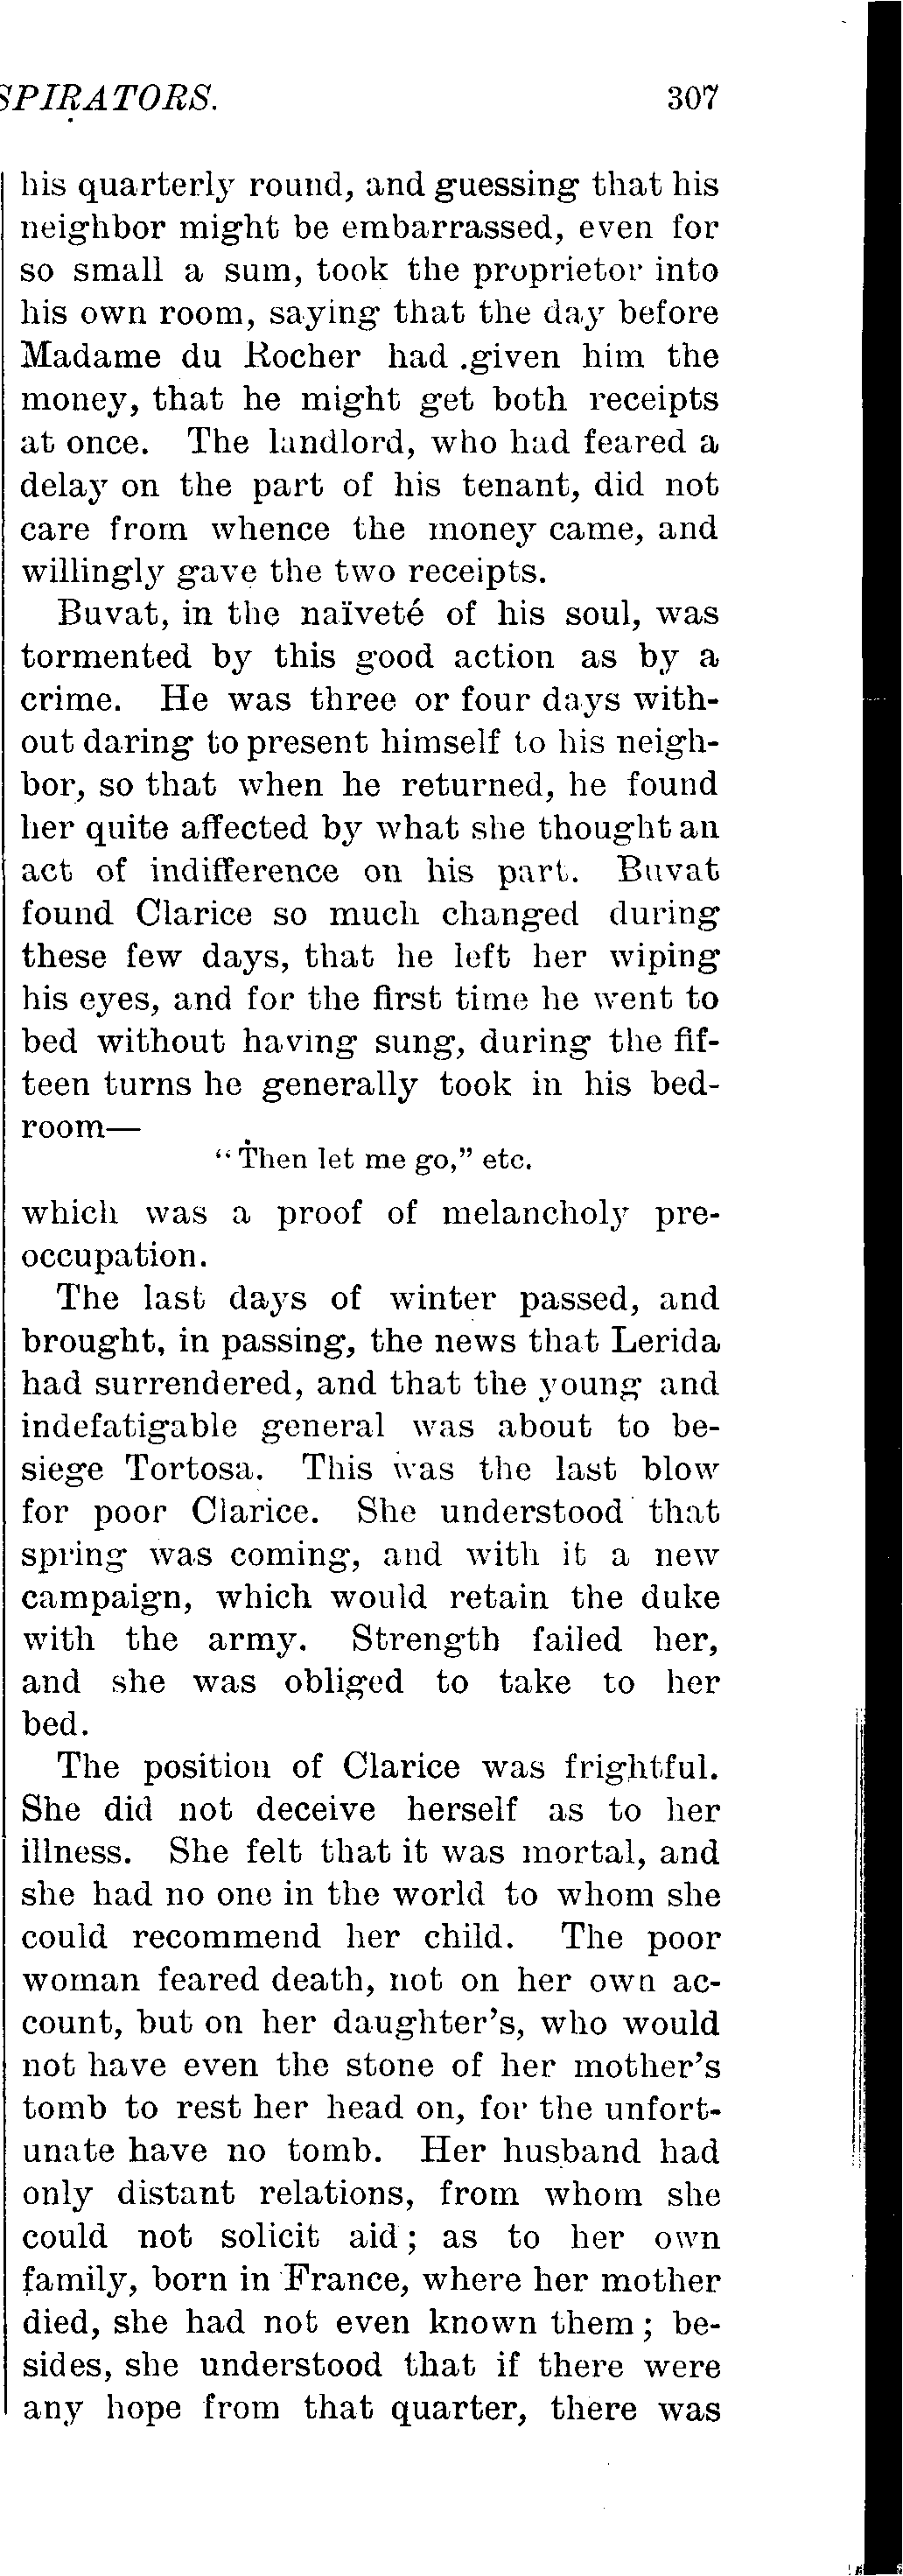 SPIRATORS. 307
his quarterly round, and guessing that his
neighbor might be embarrassed, even for
so small a sum, took the proprietor into
his own room, saying that the day before
Madame du Rocher had .given him the
money, that he might get both receipts
at once. The landlord, who had feared a
delay on the part of his tenant, did not
care from whence the money came, and
willingly gave the two receipts.
Buvat, in the naïveté of his soul, was
tormented by this good action as by a
crime. He was three or four days with-
out daring to present himself to his neigh-
bor, so that when he returned, he found
her quite affected by what she thought an
act of indifference on his part. Buvat
found Clarice so much changed during
these few days, that he left her wiping
his eyes, and for the first time he went to
bed without having sung, during the fif-
teen turns he generally took in his bed-
room—
“Then let me go,” etc.
which was a proof of melancholy pre-
occupation.
The last days of winter passed, and
brought, in passing, the news that Lerida
had surrendered, and that the young and
indefatigable general was about to be-
siege Tortosa. This was the last blow
for poor Clarice. She understood that
spring was coming, and with it a new
campaign, which would retain the duke
with the army. Strength failed her,
and she was obliged to take to her
bed.
The position of Clarice was frightful.
She did not deceive herself as to her
illness. She felt that it was mortal, and
she had no one in the world to whom she
could recommend her child. The poor
woman feared death, not on her own ac-
count, but on her daughter’s, who would
not have even the stone of her mother’s
tomb to rest her head on, for the unfort-
unate have no tomb. Her husband had
only distant relations, from whom she
could not solicit aid; as to her own
family, born in France, where her mother
died, she had not even known them; be-
sides, she understood that if there were
any hope from that quarter, there was